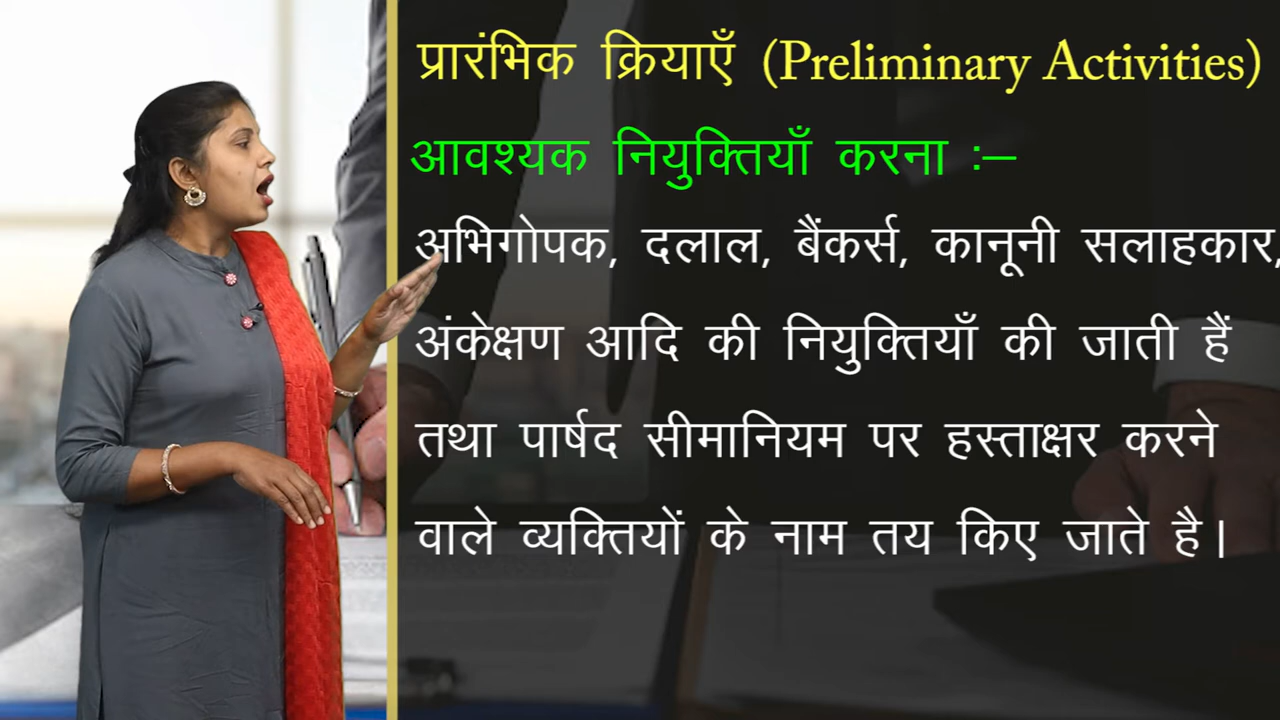 प्रारंभिक क्रियाएँ (Preliminary Activities)
आवश्यक नियुक्तियाँ करना :–
अभिगोपक, दलाल, बैंकर्स, कानूनी सलाहकार,
अंकेक्षण आदि की नियुक्तियाँ की जाती हैं
तथा पार्षद सीमानियम पर हस्ताक्षर करने
वाले व्यक्तियों के नाम तय किए जाते है।